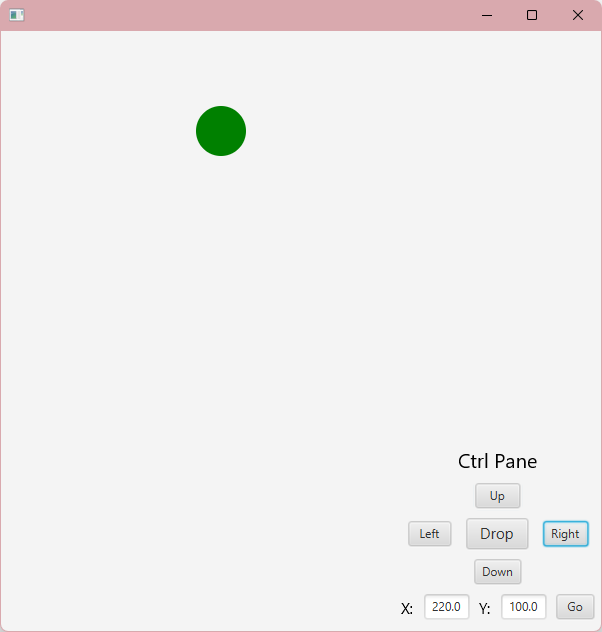 Ctrl Pane
Up
Left Drop Right
Down
X: 220.0 Y: 100.0 Go